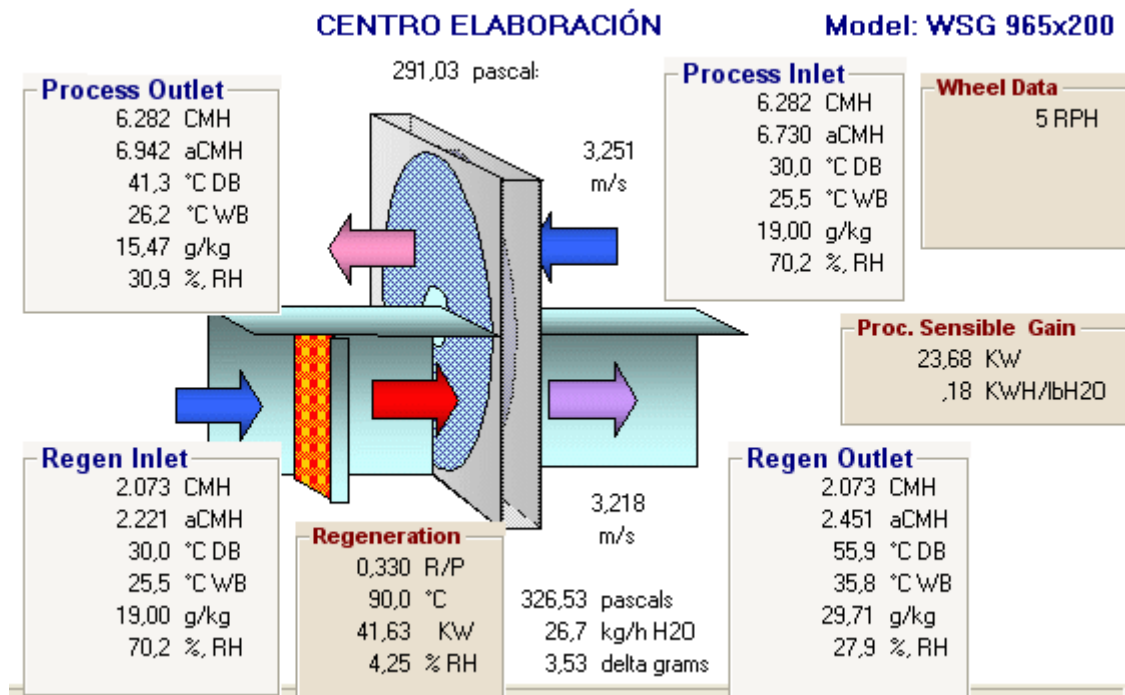 CENTRO ELABORACIÓN
Model: WSG 965x200
291,03 pascal:
Process Outlet
6.282 CMH
6.942 aCMH
41,3 °C DB
26,2 °C WB
15,47 g/kg
30,9 %, RH
3,251
m/s
Process Inlet
6.282 CMH
6.730 aCMH
30,0 °C DB
25,5 °C WB
19,00 g/kg
70,2 %, RH
Wheel Data
5 RPH
Proc. Sensible Gain
23,68 KW
,18 KWH/lbH2O
Regen Inlet
2.073 CMH
2.221 aCMH
30,0 °C DB
25,5 °C WB
19,00 g/kg
70,2 %, RH
Regeneration
0,330 R/P
90,0 °C
41,63 KW
4,25 % RH
3,218
m/s
326,53 pascals
26,7 kg/h H2O
3,53 delta grams
Regen Outlet
2.073 CMH
2.451 aCMH
55,9 °C DB
35,8 °C WB
29,71 g/kg
27,9 %, RH